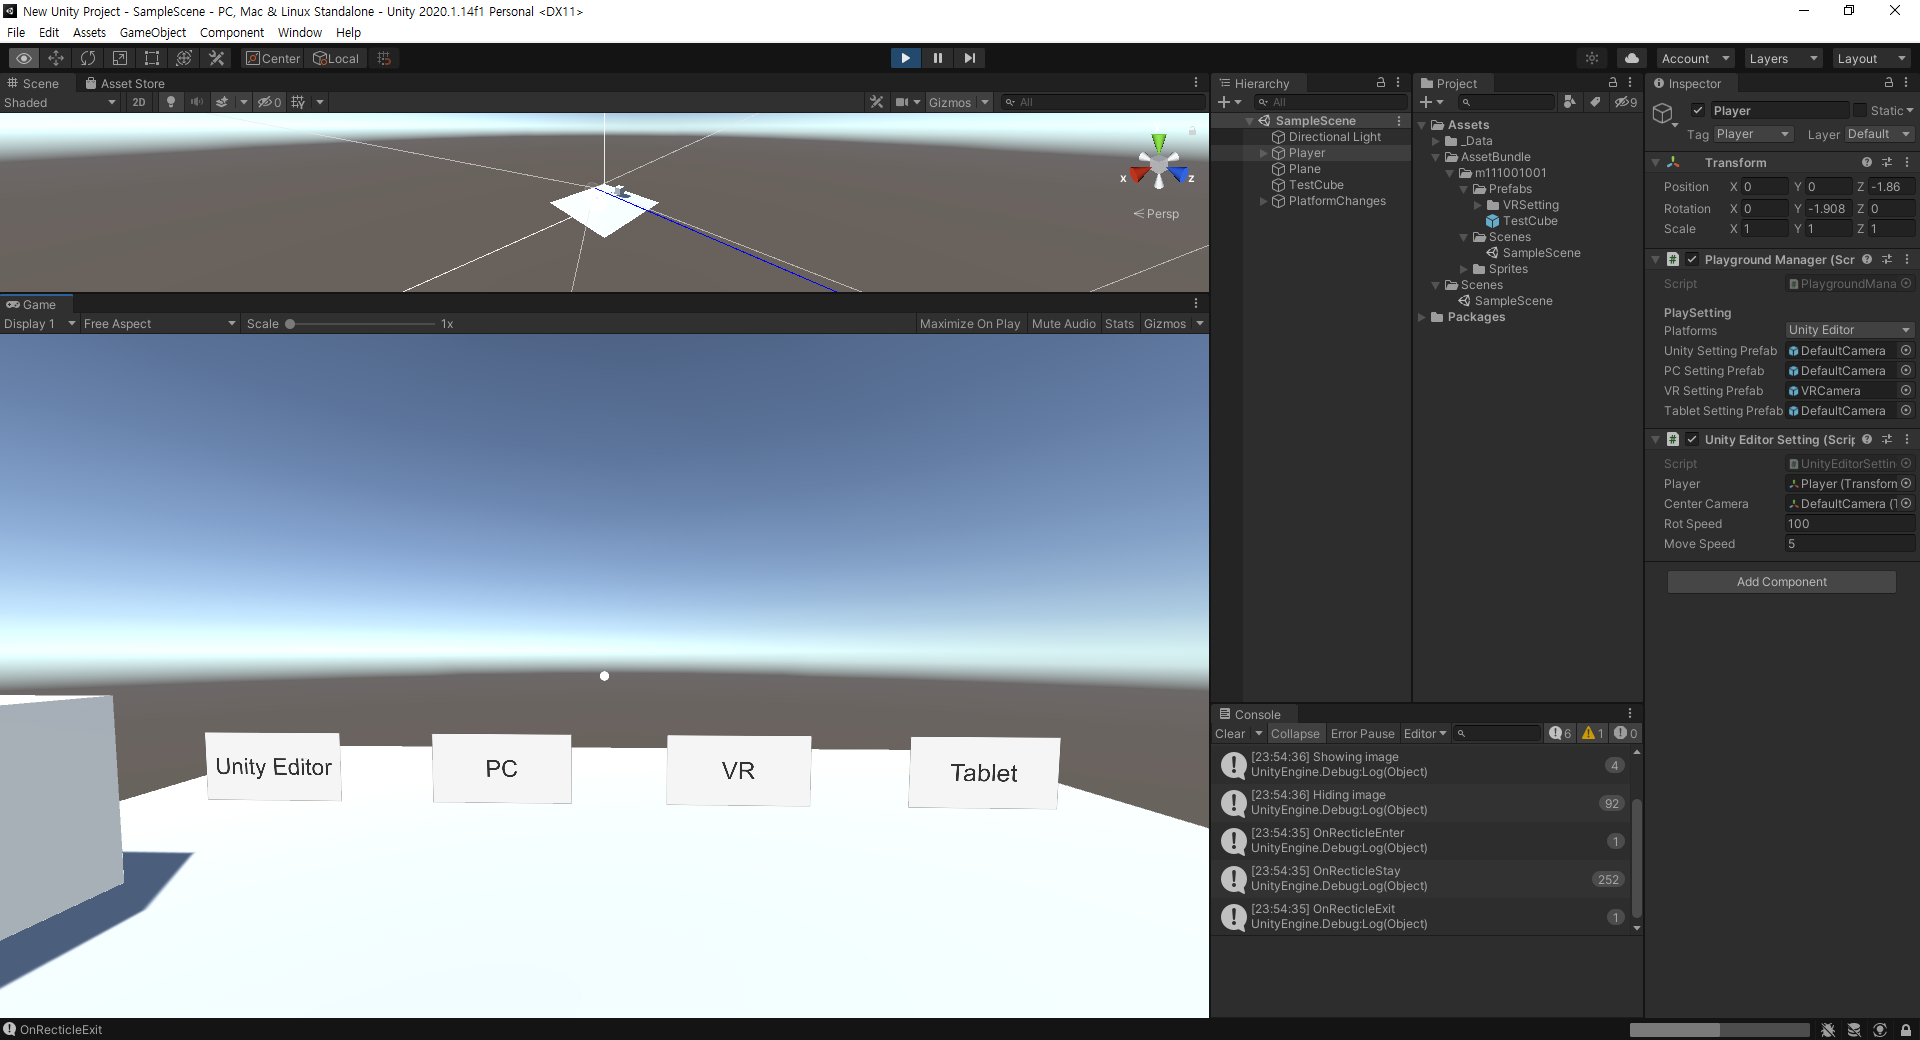 New Unity Project - SampleScene - PC, Mac & Linux Standalone - Unity 2020.1.14f1 Personal <DX11>
File Edit Assets GameObject Component Window Help
Center Local
Account Layers Layout
Scene Asset Store
Shaded 2D 0 Gizmos All
x z
Persp
Game
Display 1 Free Aspect Scale 1x Maximize On Play Mute Audio Stats Gizmos
Unity Editor PC VR Tablet
Hierarchy
All
SampleScene
Directional Light
Player
Plane
TestCube
PlatformChanges
Project
9
Assets
_Data
AssetBundle
m111001001
Prefabs
VRSetting
TestCube
Scenes
SampleScene
Sprites
Scenes
SampleScene
Packages
Console
Clear Collapse Error Pause Editor 6 1 0
[23:54:36] Showing image
UnityEngine.Debug:Log(Object)
4
[23:54:36] Hiding image
UnityEngine.Debug:Log(Object)
92
[23:54:35] OnRecticleEnter
UnityEngine.Debug:Log(Object)
1
[23:54:35] OnRecticleStay
UnityEngine.Debug:Log(Object)
252
[23:54:35] OnRecticleExit
UnityEngine.Debug:Log(Object)
1
Inspector
Player Static
Tag Player Layer Default
Transform
Position X 0 Y 0 Z -1.86
Rotation X 0 Y -1.908 Z 0
Scale X 1 Y 1 Z 1
Playground Manager (Scr
Script PlaygroundMana
PlaySetting
Platforms Unity Editor
Unity Setting Prefab DefaultCamera
PC Setting Prefab DefaultCamera
VR Setting Prefab VRCamera
Tablet Setting Prefab DefaultCamera
Unity Editor Setting (Scrip
Script UnityEditorSettin
Player Player (Transform
Center Camera DefaultCamera (T
Rot Speed 100
Move Speed 5
Add Component
OnRecticleExit